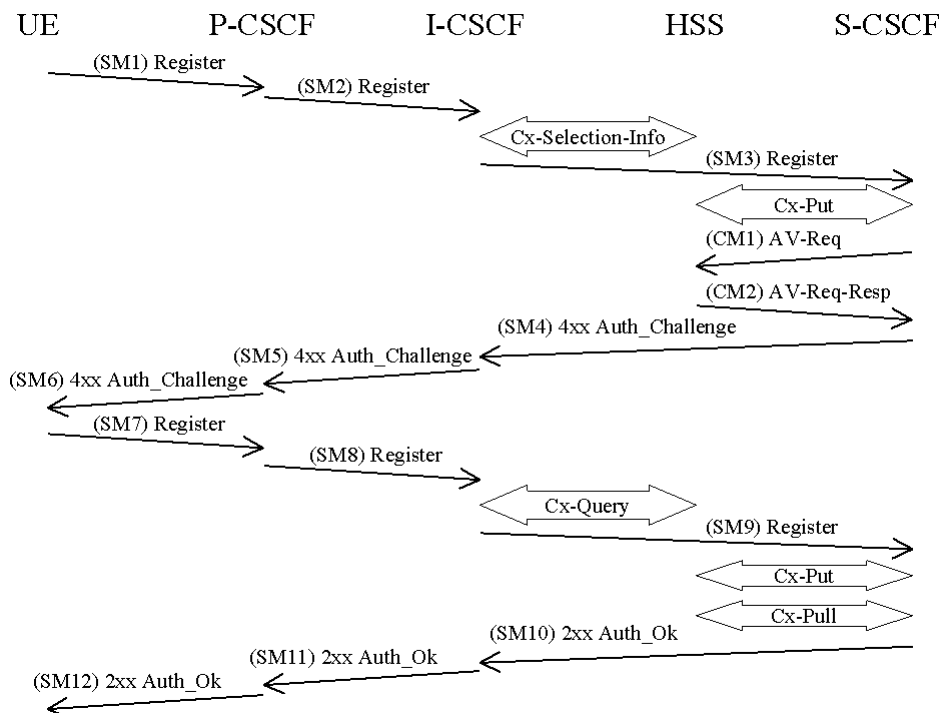 UE P-CSCF I-CSCF HSS S-CSCF
(SM1) Register
(SM2) Register
Cx-Selection-Info
(SM3) Register
Cx-Put
(CM1) AV-Req
(CM2) AV-Req-Resp
(SM4) 4xx Auth_Challenge
(SM5) 4xx Auth_Challenge
(SM6) 4xx Auth_Challenge
(SM7) Register
(SM8) Register
Cx-Query
(SM9) Register
Cx-Put
Cx-Pull
(SM10) 2xx Auth_Ok
(SM11) 2xx Auth_Ok
(SM12) 2xx Auth_Ok